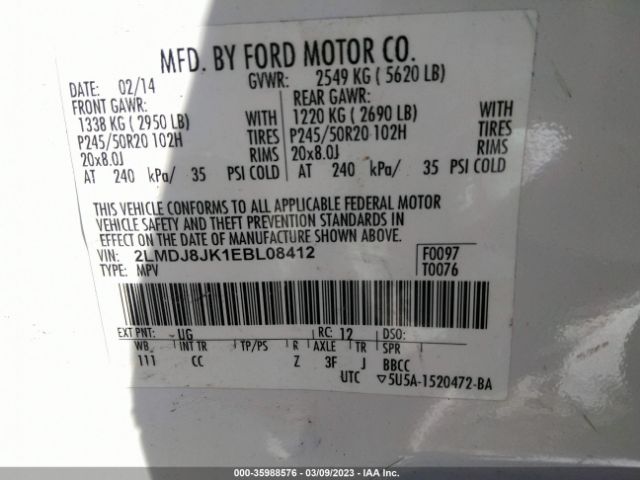 MFD. BY FORD MOTOR CO.
DATE: 02/14 GVWR: 2549 KG ( 5620 LB)
FRONT GAWR: REAR GAWR:
1338 KG ( 2950 LB) WITH 1220 KG ( 2690 LB) WITH
P245/50R20 102H TIRES P245/50R20 102H TIRES
20x8.0J RIMS 20x8.0J RIMS
AT 240 kPa/ 35 PSI COLD AT 240 kPa/ 35 PSI COLD
THIS VEHICLE CONFORMS TO ALL APPLICABLE FEDERAL MOTOR
VEHICLE SAFETY AND THEFT PREVENTION STANDARDS IN
EFFECT ON THE DATE OF MANUFACTURE SHOWN ABOVE.
VIN: 2LMDJ8JK1EBL08412 F0097
TYPE: MPV T0076
EXT PNT: UG RC: 12 DSO:
WB INT TR TP/PS R AXLE TR SPR
111 CC Z 3F J BBCC
UTC 5U5A-1520472-BA
000-35988576 - 03/09/2023 - IAA Inc.